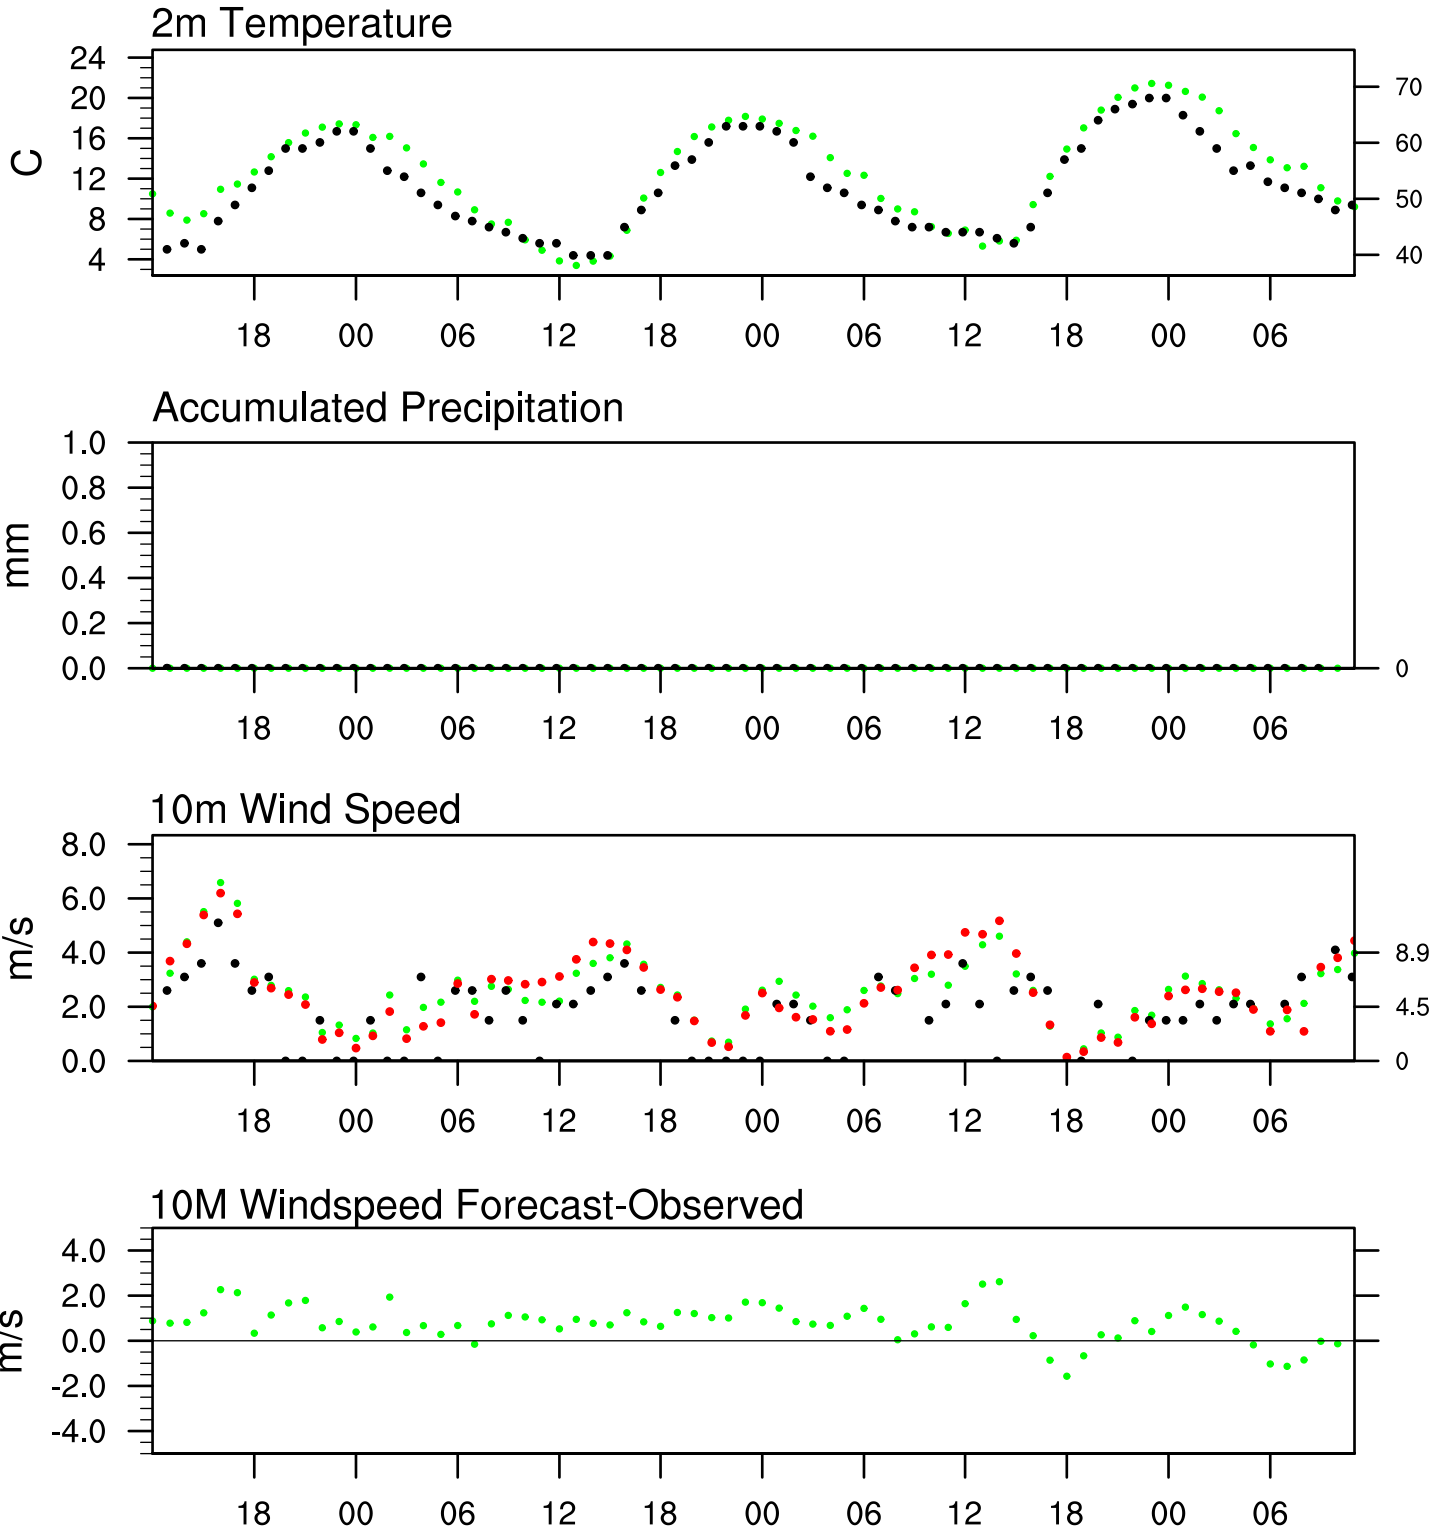 2m Temperature
24
20
16
12
8
4
C
70
60
50
40
18 00 06 12 18 00 06 12 18 00 06
Accumulated Precipitation
1.0
0.8
0.6
0.4
0.2
0.0
mm
0
18 00 06 12 18 00 06 12 18 00 06
10m Wind Speed
8.0
6.0
4.0
2.0
0.0
m/s
8.9
4.5
0
18 00 06 12 18 00 06 12 18 00 06
10M Windspeed Forecast-Observed
4.0
2.0
0.0
-2.0
-4.0
m/s
18 00 06 12 18 00 06 12 18 00 06